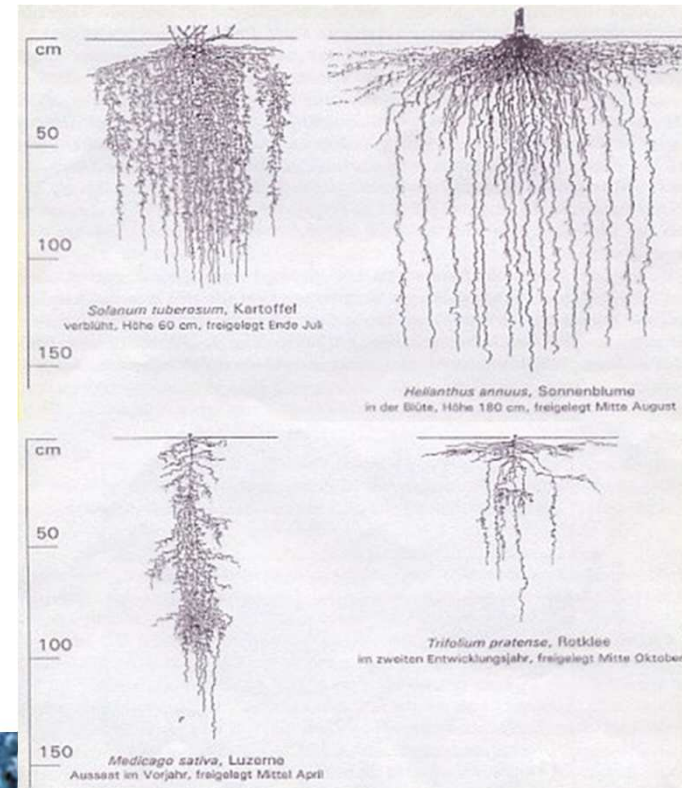 cm
50
100
Solanum tuberosum, Kartoffel
verblüht, Höhe 60 cm, freigelegt Ende Juli
150
Helianthus annuus, Sonnenblume
in der Blüte, Höhe 180 cm, freigelegt Mitte August
cm
50
100
Trifolium pratense, Rotklee
im zweiten Entwicklungsjahr, freigelegt Mitte Oktober
150
Medicago sativa, Luzerne
Aussaat im Vorjahr, freigelegt Mittel April